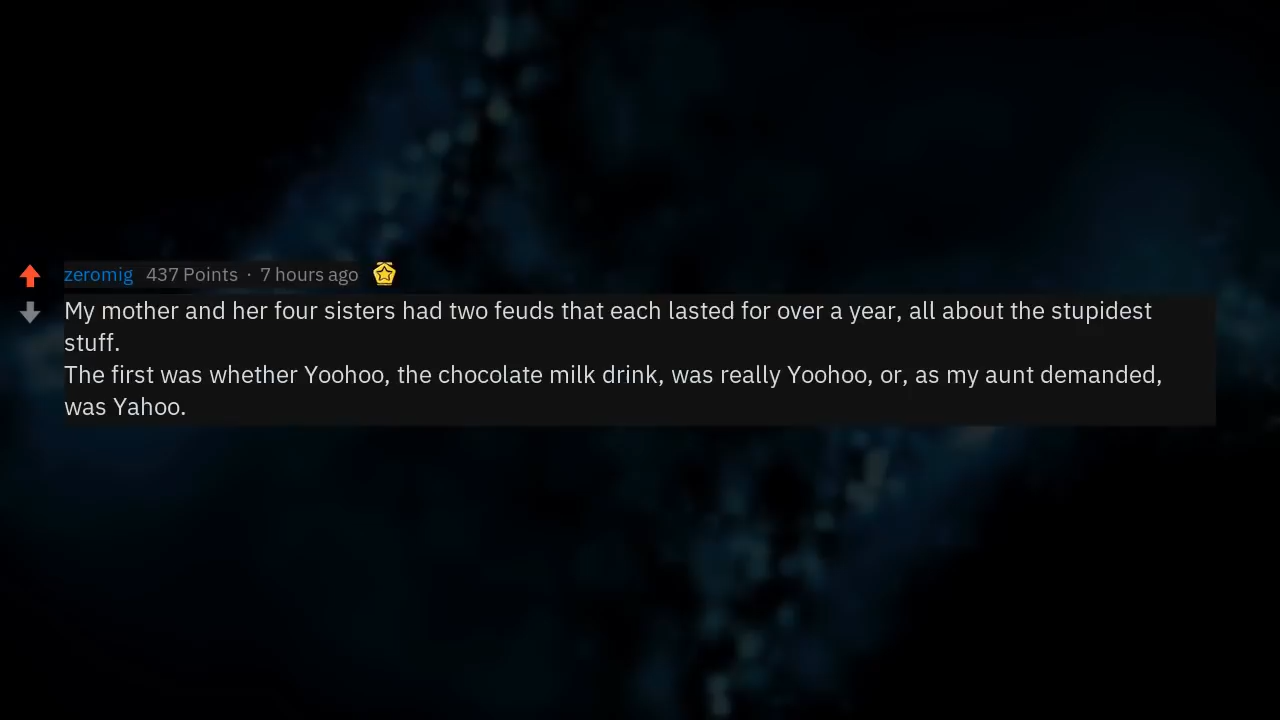 zeromig 437 Points · 7 hours ago
My mother and her four sisters had two feuds that each lasted for over a year, all about the stupidest
stuff.
The first was whether Yoohoo, the chocolate milk drink, was really Yoohoo, or, as my aunt demanded,
was Yahoo.